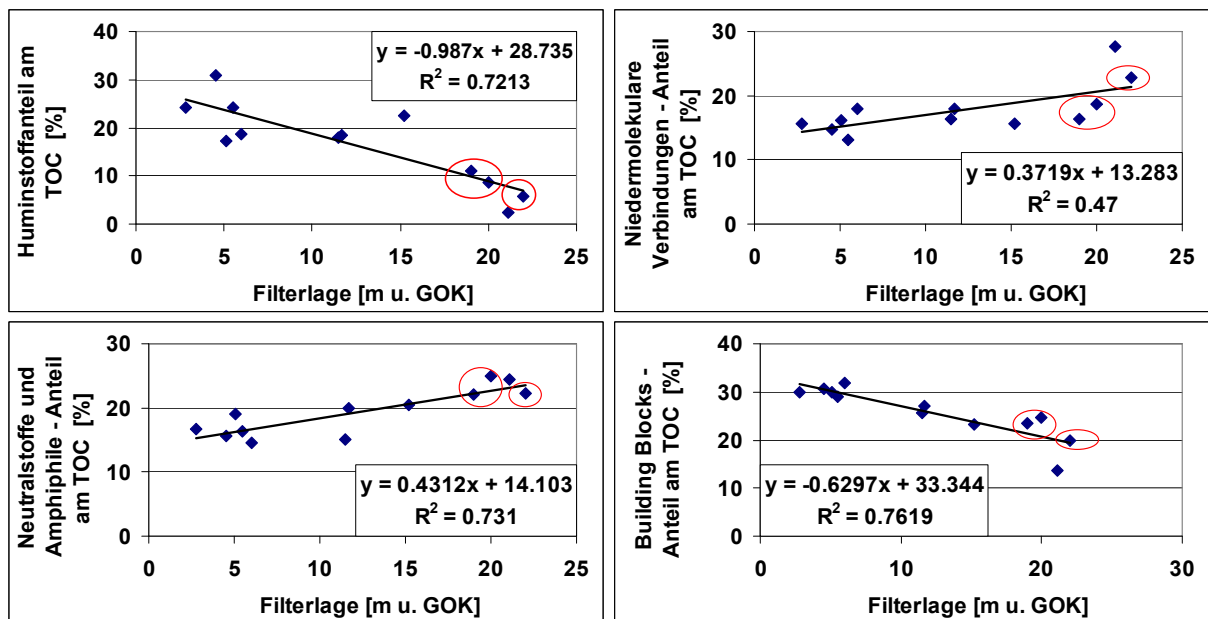 Huminstoffanteil am
TOC [%]
40
30
20
10
0
y = -0.987x + 28.735
R² = 0.7213
0 5 10 15 20 25
Filterlage [m u. GOK]
Niedermolekulare
Verbindungen - Anteil
am TOC [%]
30
20
10
0
y = 0.3719x + 13.283
R² = 0.47
0 5 10 15 20 25
Filterlage [m u. GOK]
Neutralstoffe und
Amphiphile - Anteil
am TOC [%]
30
20
10
0
y = 0.4312x + 14.103
R² = 0.731
0 5 10 15 20 25
Filterlage [m u. GOK]
Building Blocks -
Anteil am TOC [%]
40
30
20
10
0
y = -0.6297x + 33.344
R² = 0.7619
0 10 20 30
Filterlage [m u. GOK]